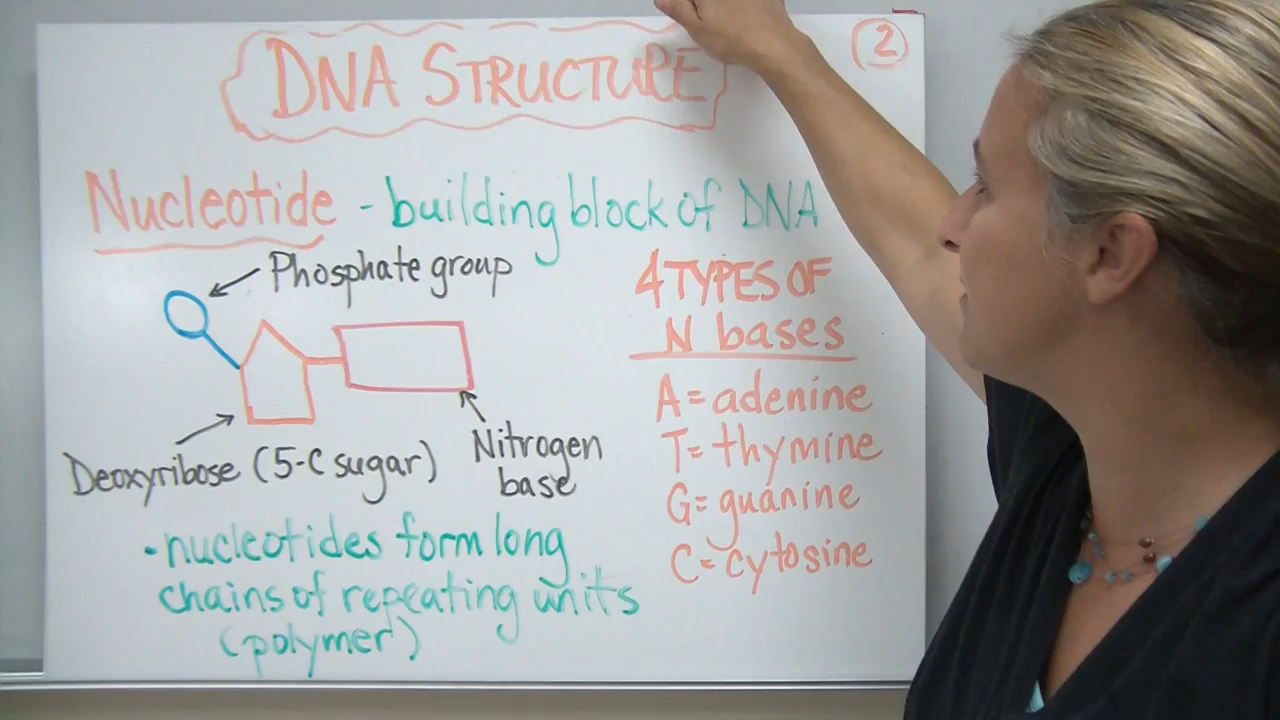 DNA STRUCTURE
2
Nucleotide - building block of DNA
Phosphate group
Deoxyribose (5-C sugar)
Nitrogen
base
4 TYPES OF
N bases
A = adenine
T = thymine
G = guanine
C = cytosine
• nucleotides form long
chains of repeating units
(polymer)